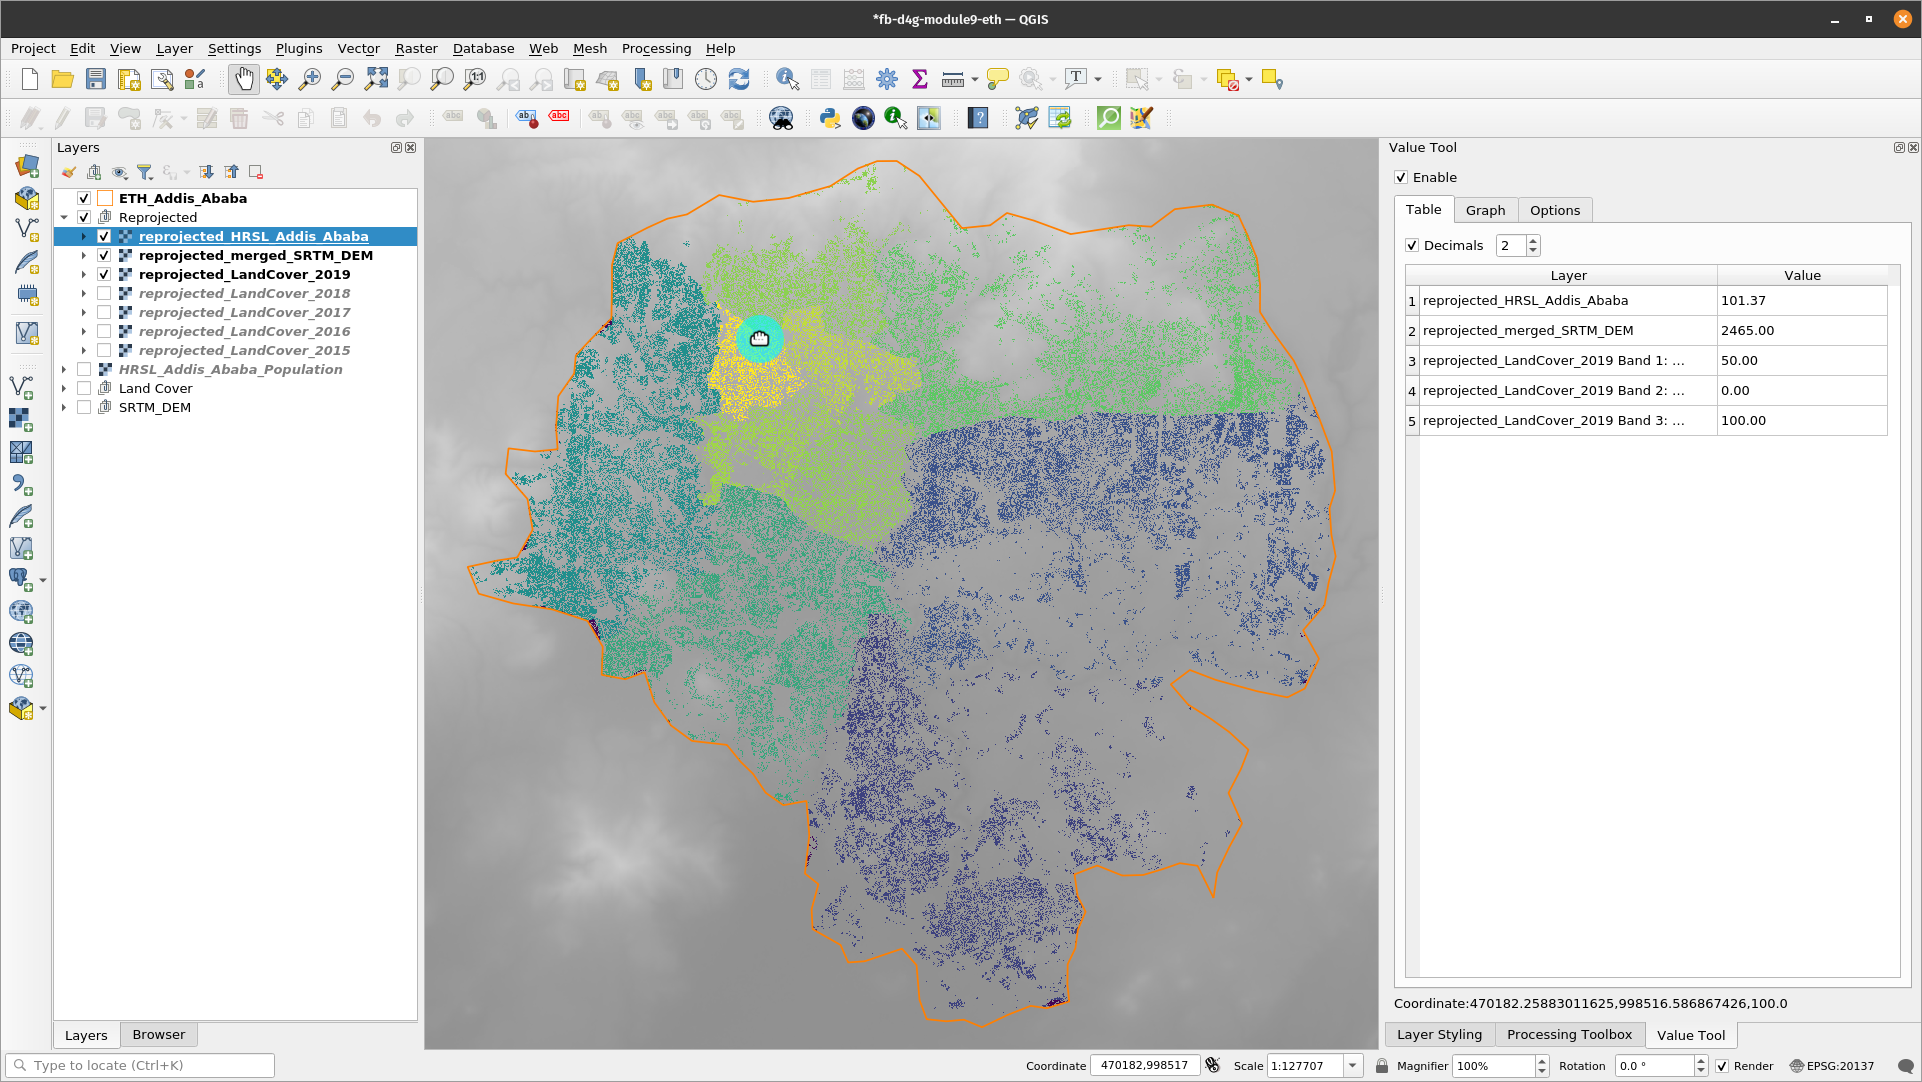 *fb-d4g-module9-eth — QGIS
Project Edit View Layer Settings Plugins Vector Raster Database Web Mesh Processing Help
Layers
ETH_Addis_Ababa
Reprojected
reprojected_HRSL_Addis_Ababa
reprojected_merged_SRTM_DEM
reprojected_LandCover_2019
reprojected_LandCover_2018
reprojected_LandCover_2017
reprojected_LandCover_2016
reprojected_LandCover_2015
HRSL_Addis_Ababa_Population
Land Cover
SRTM_DEM
Layers Browser
Value Tool
Enable
Table Graph Options
Decimals 2
Layer Value
1 reprojected_HRSL_Addis_Ababa 101.37
2 reprojected_merged_SRTM_DEM 2465.00
3 reprojected_LandCover_2019 Band 1: ... 50.00
4 reprojected_LandCover_2019 Band 2: ... 0.00
5 reprojected_LandCover_2019 Band 3: ... 100.00
Coordinate:470182.25883011625,998516.586867426,100.0
Layer Styling Processing Toolbox Value Tool
Type to locate (Ctrl+K) Coordinate 470182,998517 Scale 1:127707 Magnifier 100% Rotation 0.0 ° Render EPSG:20137